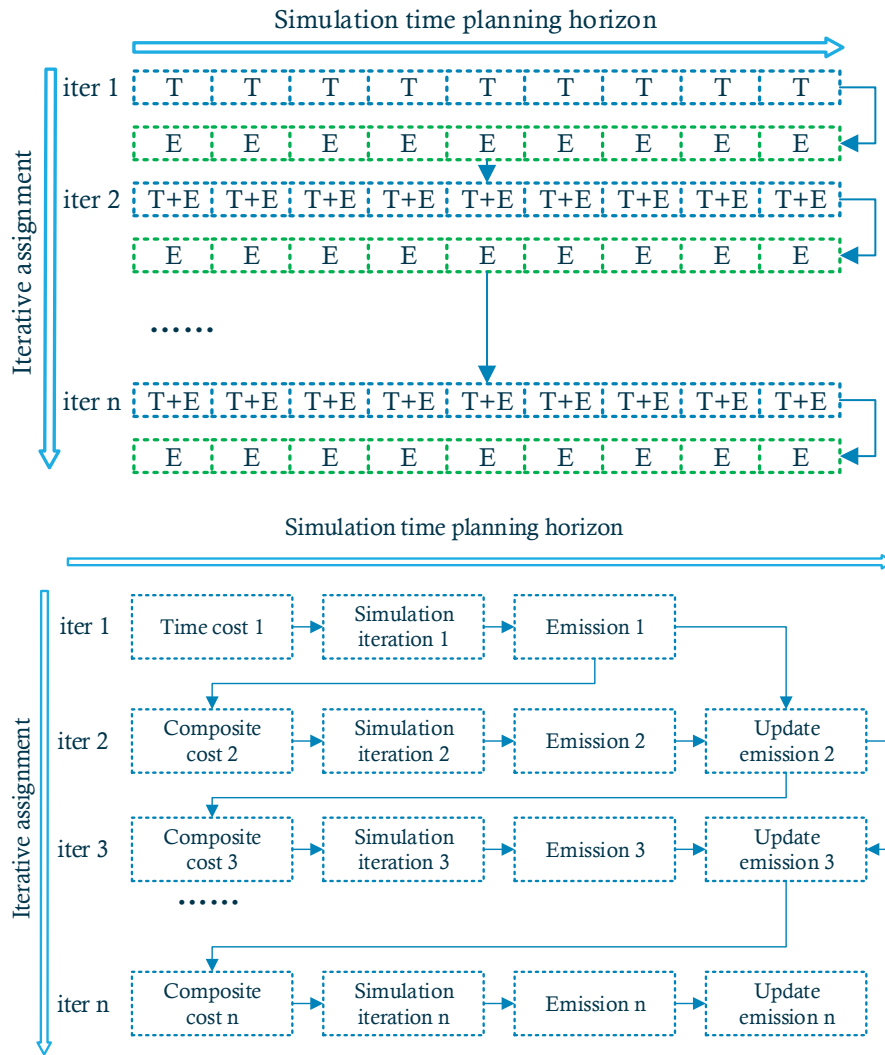 Simulation time planning horizon
Iterative assignment
iter 1
T T T T T T T T T
E E E E E E E E E
iter 2
T+E T+E T+E T+E T+E T+E T+E T+E T+E
E E E E E E E E E
......
iter n
T+E T+E T+E T+E T+E T+E T+E T+E T+E
E E E E E E E E E
Simulation time planning horizon
Iterative assignment
iter 1
Time cost 1
Simulation
iteration 1
Emission 1
iter 2
Composite
cost 2
Simulation
iteration 2
Emission 2
Update
emission 2
iter 3
Composite
cost 3
Simulation
iteration 3
Emission 3
Update
emission 3
......
iter n
Composite
cost n
Simulation
iteration n
Emission n
Update
emission n